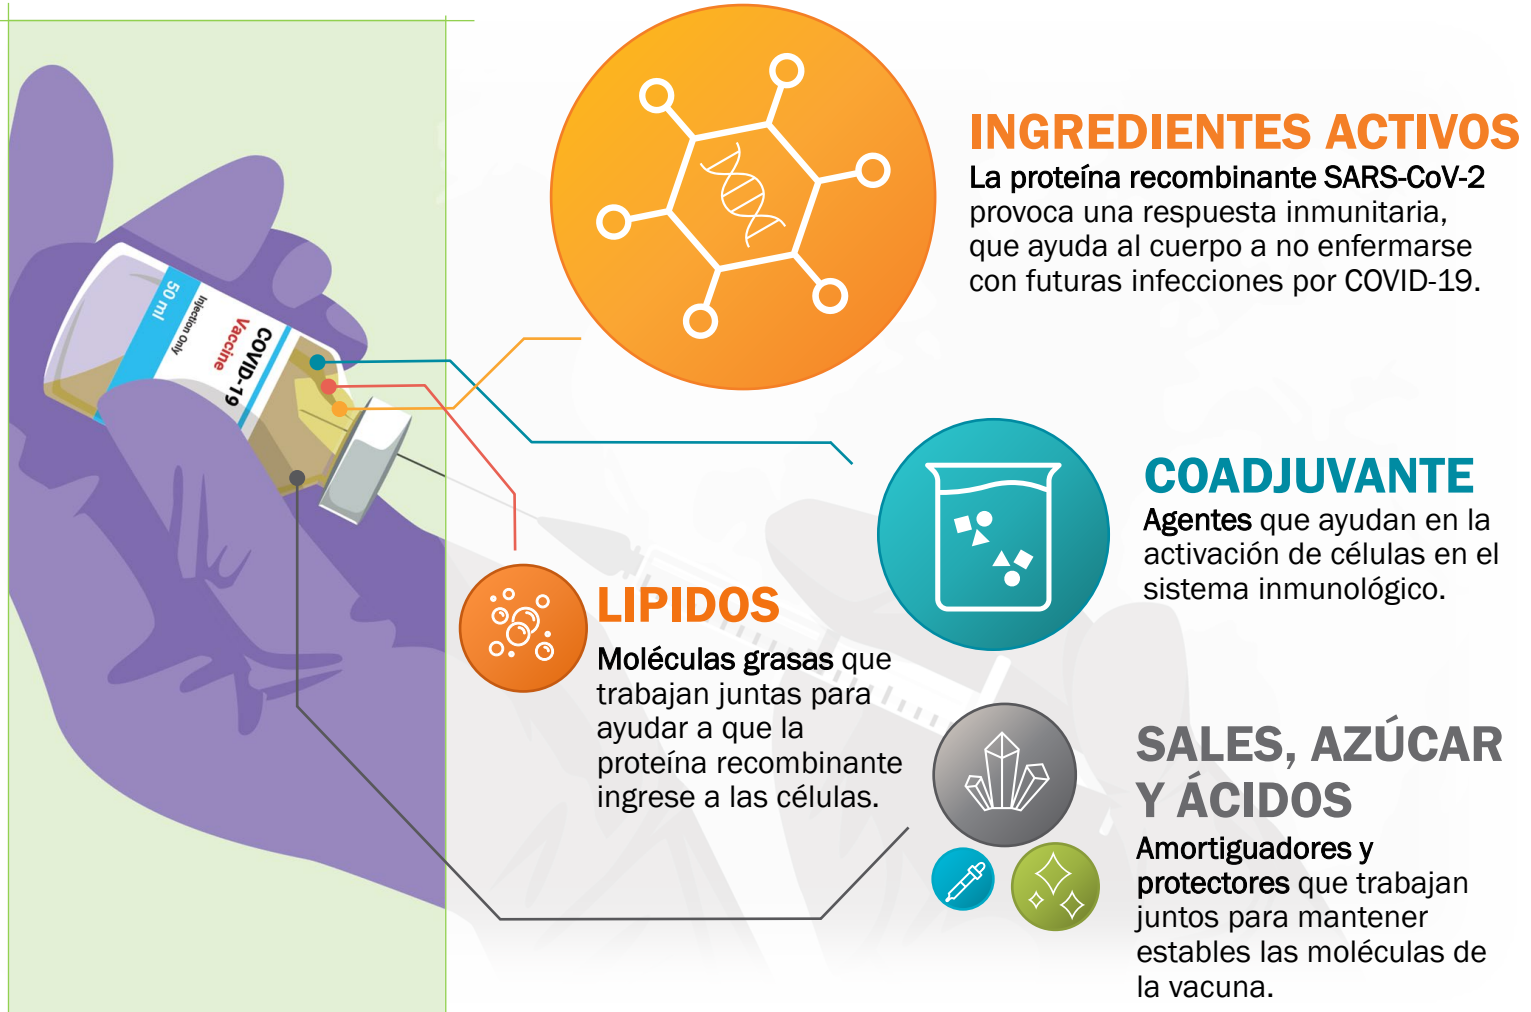 INGREDIENTES ACTIVOS
La proteína recombinante SARS-CoV-2
provoca una respuesta inmunitaria,
que ayuda al cuerpo a no enfermarse
con futuras infecciones por COVID-19.
50 ml
Injection Only
Vaccine
COVID-19
COADJUVANTE
Agentes que ayudan en la
activación de células en el
sistema inmunológico.
LIPIDOS
Moléculas grasas que
trabajan juntas para
ayudar a que la
proteína recombinante
ingrese a las células.
SALES, AZÚCAR
Y ÁCIDOS
Amortiguadores y
protectores que trabajan
juntos para mantener
estables las moléculas de
la vacuna.